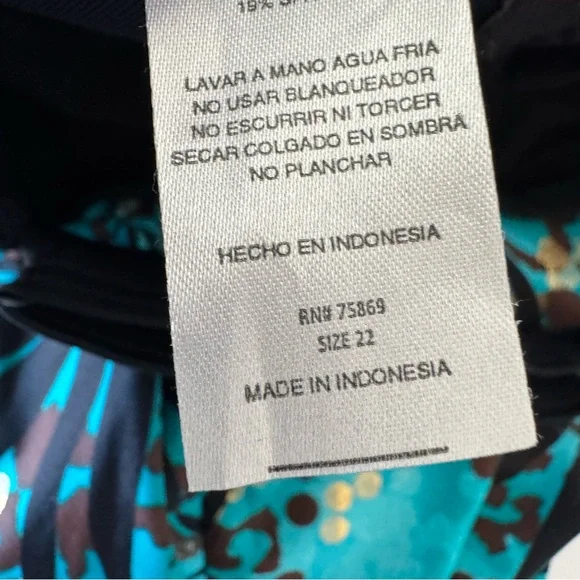 19%
LAVAR A MANO AGUA FRIA
NO USAR BLANQUEADOR
NO ESCURRIR NI TORCER
SECAR COLGADO EN SOMBRA
NO PLANCHAR
HECHO EN INDONESIA
RN# 75869
SIZE 22
MADE IN INDONESIA